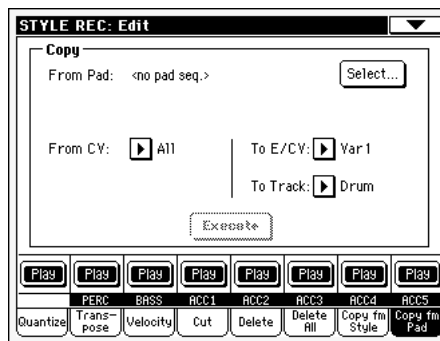 STYLE REC: Edit
Copy
From Pad: <no pad seq.> Select...
From CV: All To E/CV: Var1
To Track: Drum
Execute
Play Play Play Play Play Play Play Play
PERC BASS ACC1 ACC2 ACC3 ACC4 ACC5
Quantize Trans-pose Velocity Cut Delete Delete All Copy fm Style Copy fm Pad